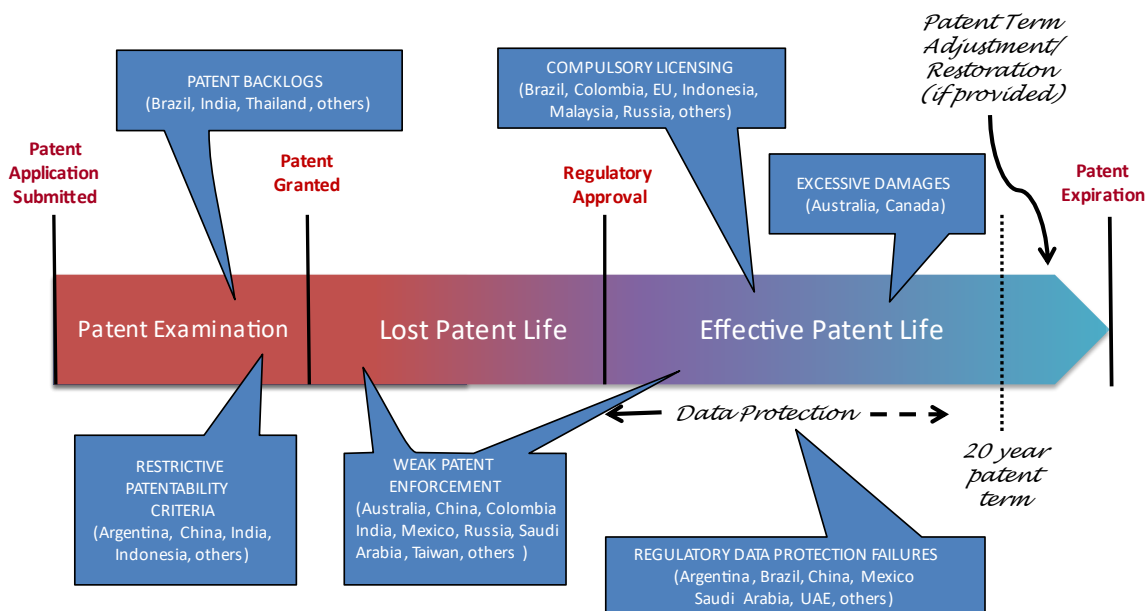 PATENT BACKLOGS
(Brazil, India, Thailand, others)
COMPULSORY LICENSING
(Brazil, Colombia, EU, Indonesia,
Malaysia, Russia, others)
Patent Term
Adjustment/
Restoration
(if provided)
Patent
Application
Submitted
Patent
Granted
Regulatory
Approval
EXCESSIVE DAMAGES
(Australia, Canada)
Patent
Expiration
Patent Examination
Lost Patent Life
Effective Patent Life
Data Protection
20 year
patent
term
RESTRICTIVE
PATENTABILITY
CRITERIA
(Argentina, China, India,
Indonesia, others)
WEAK PATENT
ENFORCEMENT
(Australia, China, Colombia
India, Mexico, Russia, Saudi
Arabia, Taiwan, others )
REGULATORY DATA PROTECTION FAILURES
(Argentina, Brazil, China, Mexico
Saudi Arabia, UAE, others)